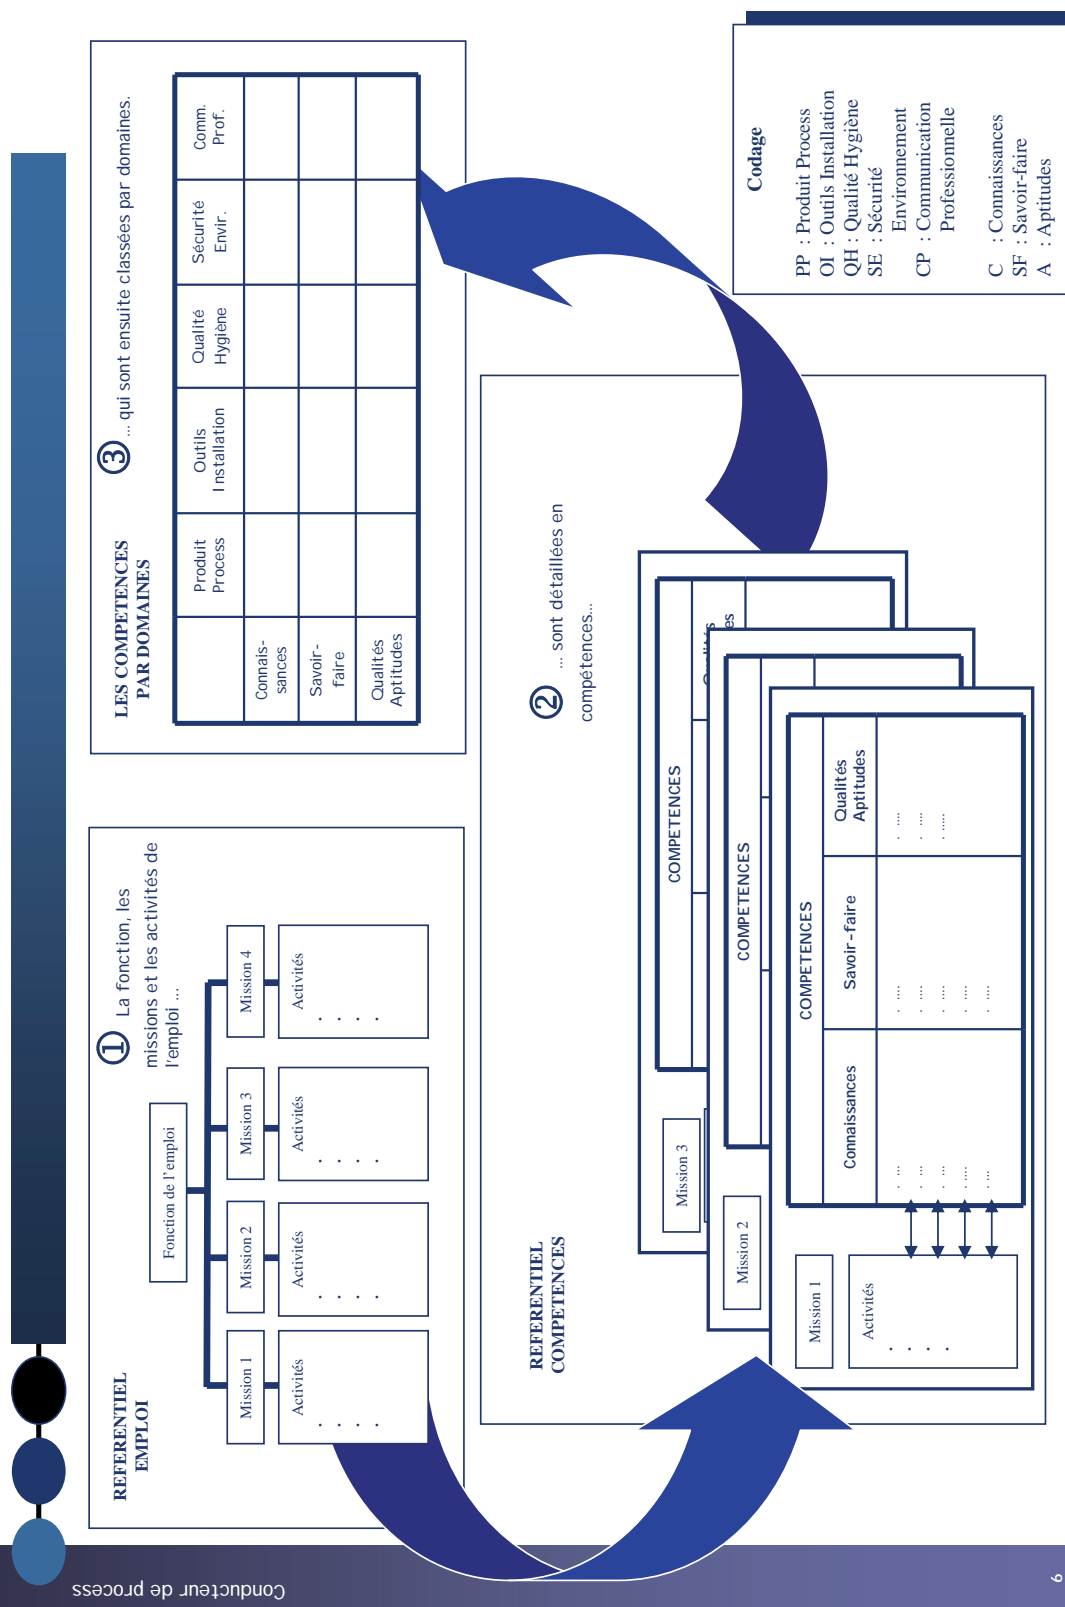 REFERENTIEL
EMPLOI
① La fonction, les
missions et les activités de
l'emploi ...
Fonction de l'emploi
Mission 1
Mission 2
Mission 3
Mission 4
Activités
. . . .
Activités
. . . .
Activités
. . . .
Activités
. . . .
LES COMPETENCES
PAR DOMAINES
③ ... qui sont ensuite classées par domaines.
Produit
Process
Outils
Installation
Qualité
Hygiène
Sécurité
Envir.
Comm.
Prof.
Connais-
sances
Savoir-
faire
Qualités
Aptitudes
REFERENTIEL
COMPETENCES
② ... sont détaillées en
compétences...
Mission 3
COMPETENCES
Mission 2
COMPETENCES
Mission 1
Activités
. . . .
COMPETENCES
Connaissances
Savoir-faire
Qualités
Aptitudes
. ... . .... . ....
. ... . .... . ....
. ... . .... . .....
. .... . ....
. ... . ....
Codage
PP : Produit Process
OI : Outils Installation
QH : Qualité Hygiène
SE : Sécurité
Environnement
CP : Communication
Professionnelle
C : Connaissances
SF : Savoir-faire
A : Aptitudes
Conducteur de process
9